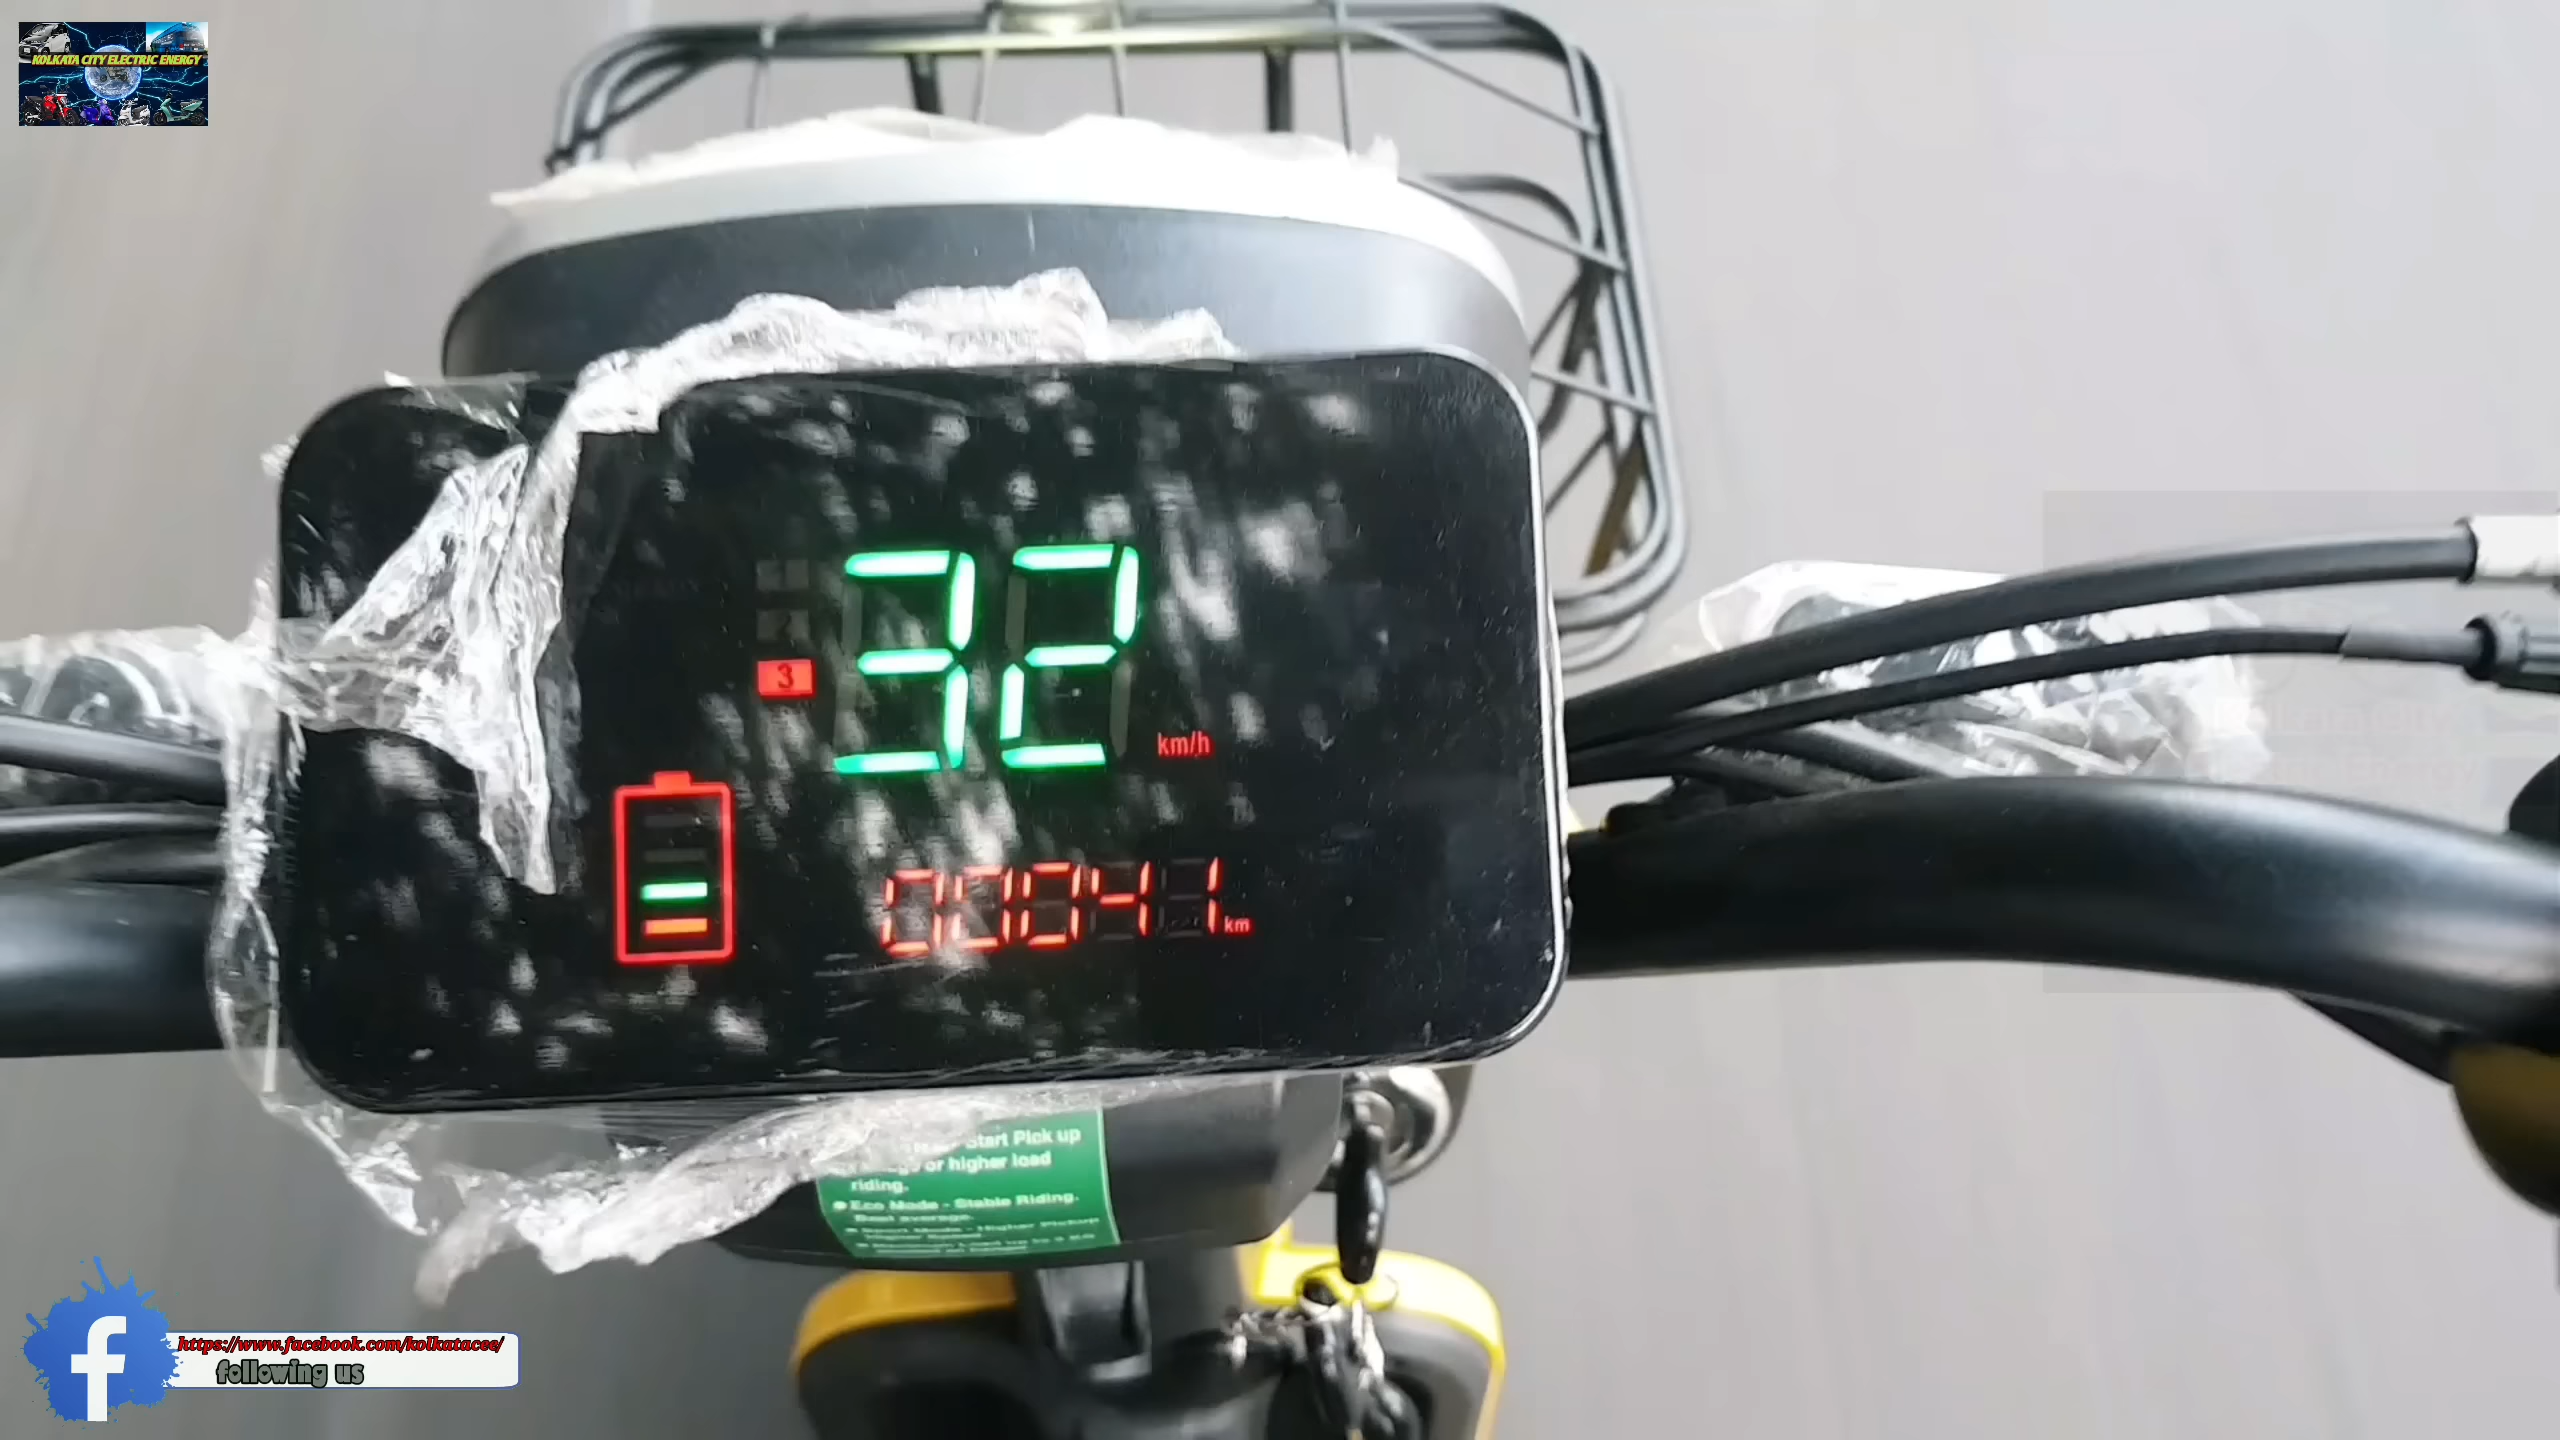 KOLKATA CITY ELECTRIC ENERGY
32
3
km/h
00041 km
Start Pick up
or higher load
riding.
Eco Mode - Stable Riding.
https://www.facebook.com/kolkatacee/
following us